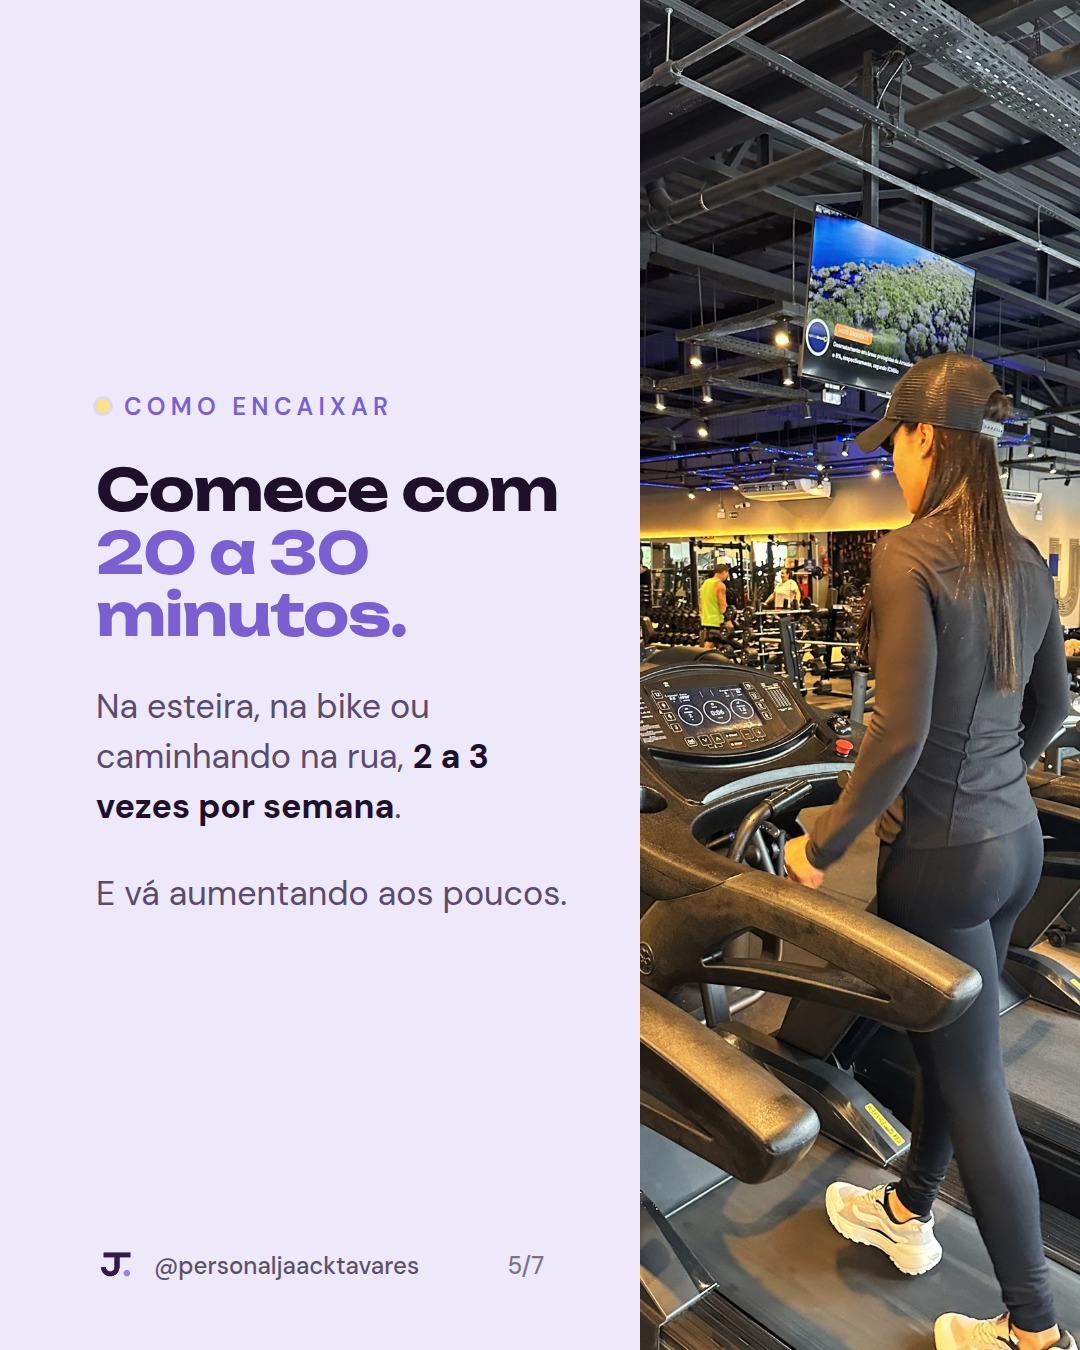 COMO ENCAIXAR
Comece com
20 a 30
minutos.
Na esteira, na bike ou
caminhando na rua, 2 a 3
vezes por semana.
E vá aumentando aos poucos.
J.
@personaljaacktavares
5/7